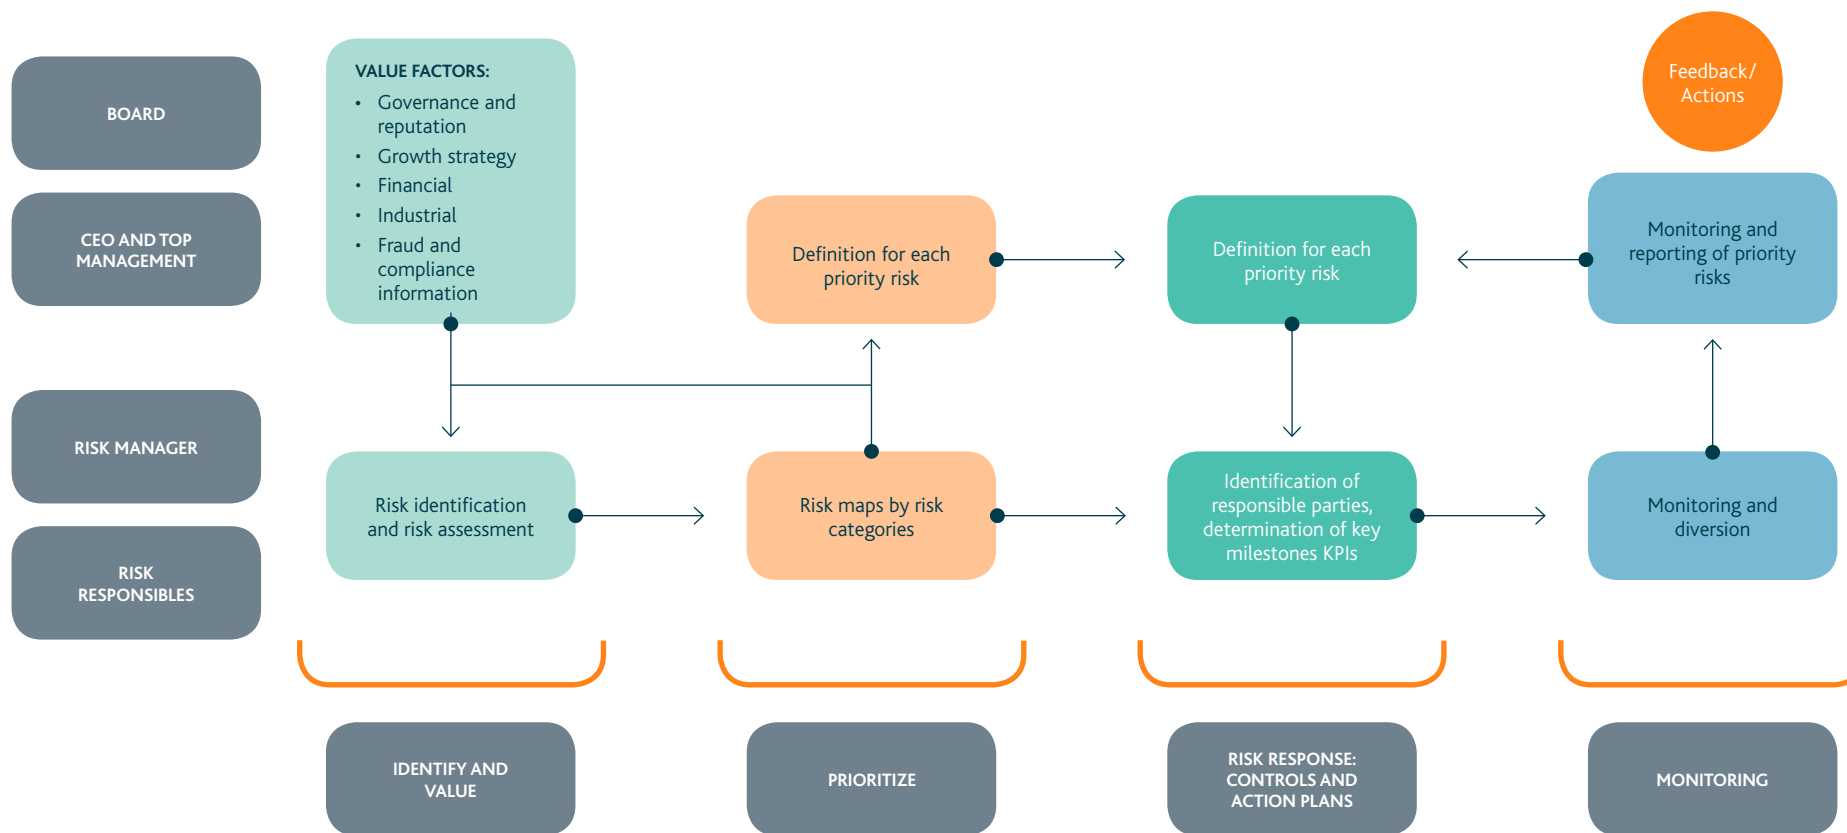 BOARD
CEO AND TOP
MANAGEMENT
RISK MANAGER
RISK
RESPONSIBLES
VALUE FACTORS:
• Governance and
reputation
• Growth strategy
• Financial
• Industrial
• Fraud and
compliance
information
Risk identification
and risk assessment
IDENTIFY AND
VALUE
Definition for each
priority risk
Risk maps by risk
categories
PRIORITIZE
Definition for each
priority risk
Identification of
responsible parties,
determination of key
milestones KPIs
RISK RESPONSE:
CONTROLS AND
ACTION PLANS
Feedback/
Actions
Monitoring and
reporting of priority
risks
Monitoring and
diversion
MONITORING